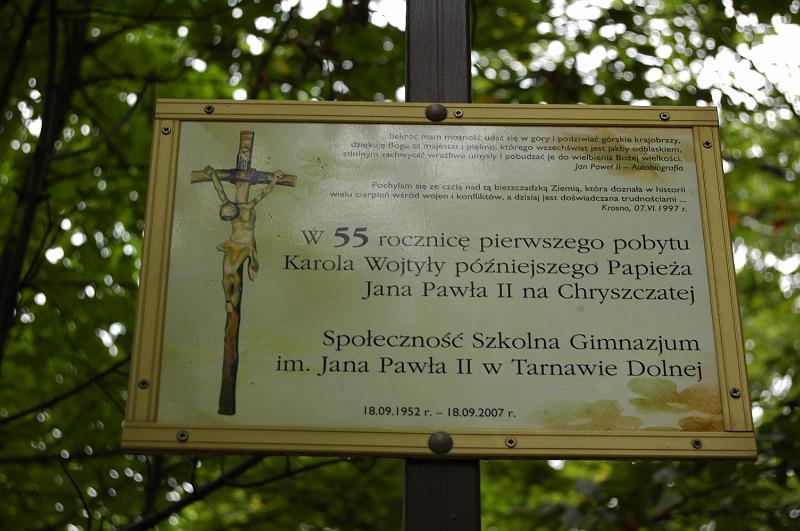 Ilekroć mam możność udać się w góry i podziwiać górskie krajobrazy,
dziękuję Bogu za majestat i piękno, którego wszechświat jest jakby odblaskiem,
zdolnym zachwycać wrażliwe umysły i pobudzać je do wielbienia Bożej wielkości.
Jan Paweł II – Autobiografia
Pochylam się ze czcią nad tą bieszczadzką Ziemią, która doznała w historii
wielu cierpień wśród wojen i konfliktów, a dzisiaj jest doświadczana trudnościami ...
Krosno, 07.VI.1997 r.
W 55 rocznicę pierwszego pobytu
Karola Wojtyły późniejszego Papieża
Jana Pawła II na Chryszczatej
Społeczność Szkolna Gimnazjum
im. Jana Pawła II w Tarnawie Dolnej
18.09.1952 r. – 18.09.2007 r.